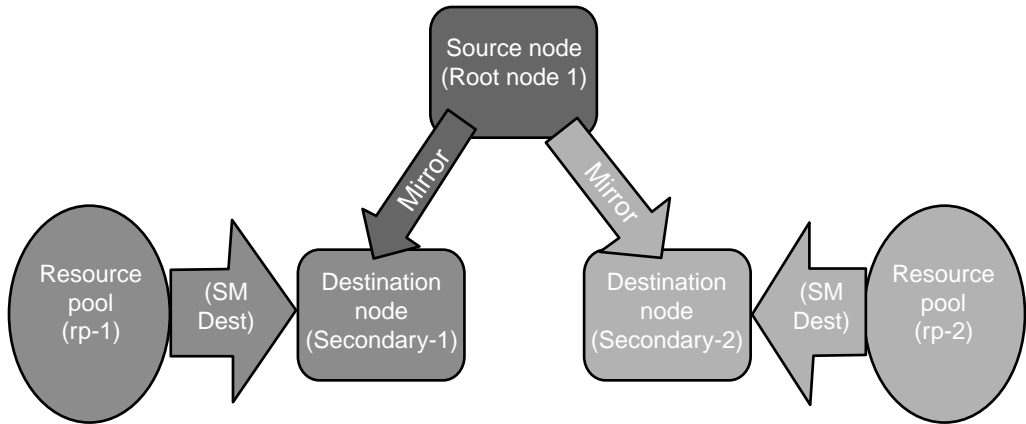 Source node
(Root node 1)
Mirror
Mirror
Resource
pool
(rp-1)
(SM
Dest)
Destination
node
(Secondary-1)
Destination
node
(Secondary-2)
(SM
Dest)
Resource
pool
(rp-2)